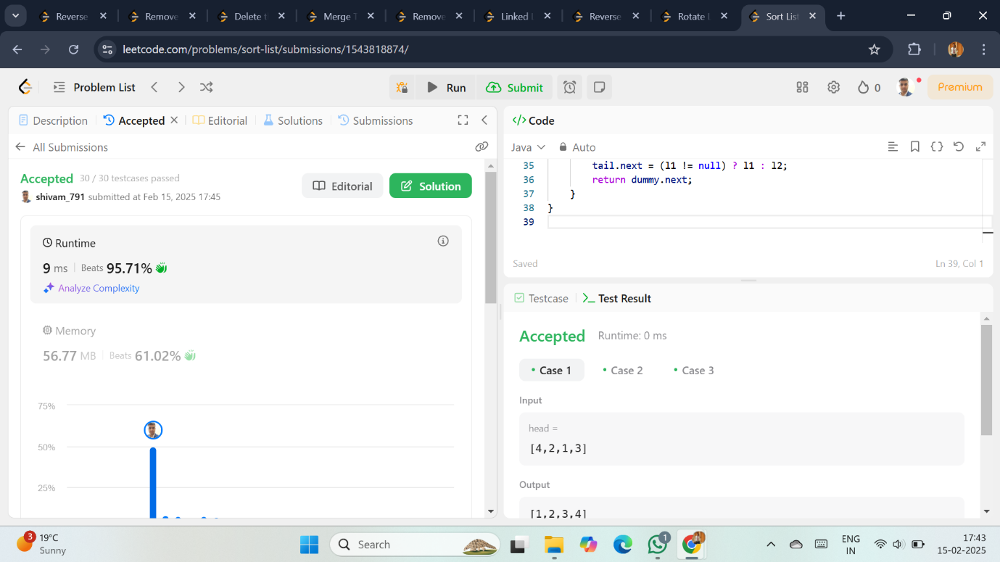 Reverse
Remove
Delete t
Merge T
Remove
Linked L
Reverse
Rotate L
Sort List
leetcode.com/problems/sort-list/submissions/1543818874/
Problem List
Run
Submit
0
Premium
Description
Accepted
Editorial
Solutions
Submissions
All Submissions
Accepted 30 / 30 testcases passed
shivam_791 submitted at Feb 15, 2025 17:45
Editorial
Solution
Runtime
9 ms Beats 95.71%
Analyze Complexity
Memory
56.77 MB Beats 61.02%
75%
50%
25%
</> Code
Java
Auto
35 tail.next = (l1 != null) ? l1 : l2;
36 return dummy.next;
37 }
38 }
39
Saved
Ln 39, Col 1
Testcase
Test Result
Accepted Runtime: 0 ms
Case 1
Case 2
Case 3
Input
head =
[4,2,1,3]
Output
[1,2,3,4]
3
19°C
Sunny
Search
1
ENG
IN
17:43
15-02-2025